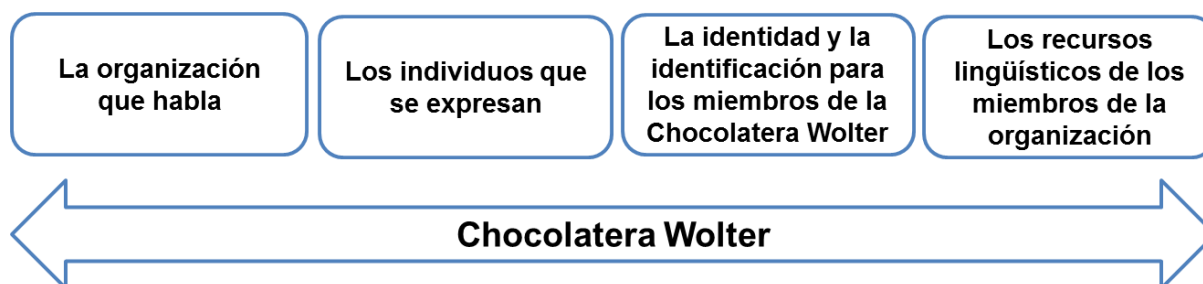 La organización
que habla
Los individuos que
se expresan
La identidad y la
identificación para
los miembros de la
Chocolatera Wolter
Los recursos
lingüísticos de los
miembros de la
organización
Chocolatera Wolter